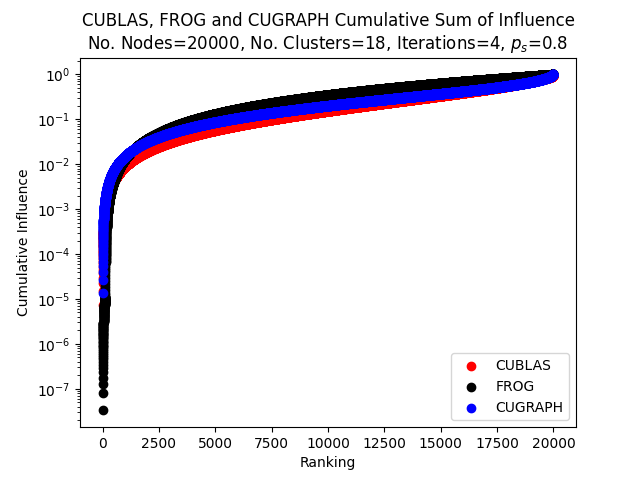 CUBLAS, FROG and CUGRAPH Cumulative Sum of Influence
No. Nodes=20000, No. Clusters=18, Iterations=4, $p_s$=0.8
Cumulative Influence
10⁰
10⁻¹
10⁻²
10⁻³
10⁻⁴
10⁻⁵
10⁻⁶
10⁻⁷
CUBLAS
FROG
CUGRAPH
0 2500 5000 7500 10000 12500 15000 17500 20000
Ranking